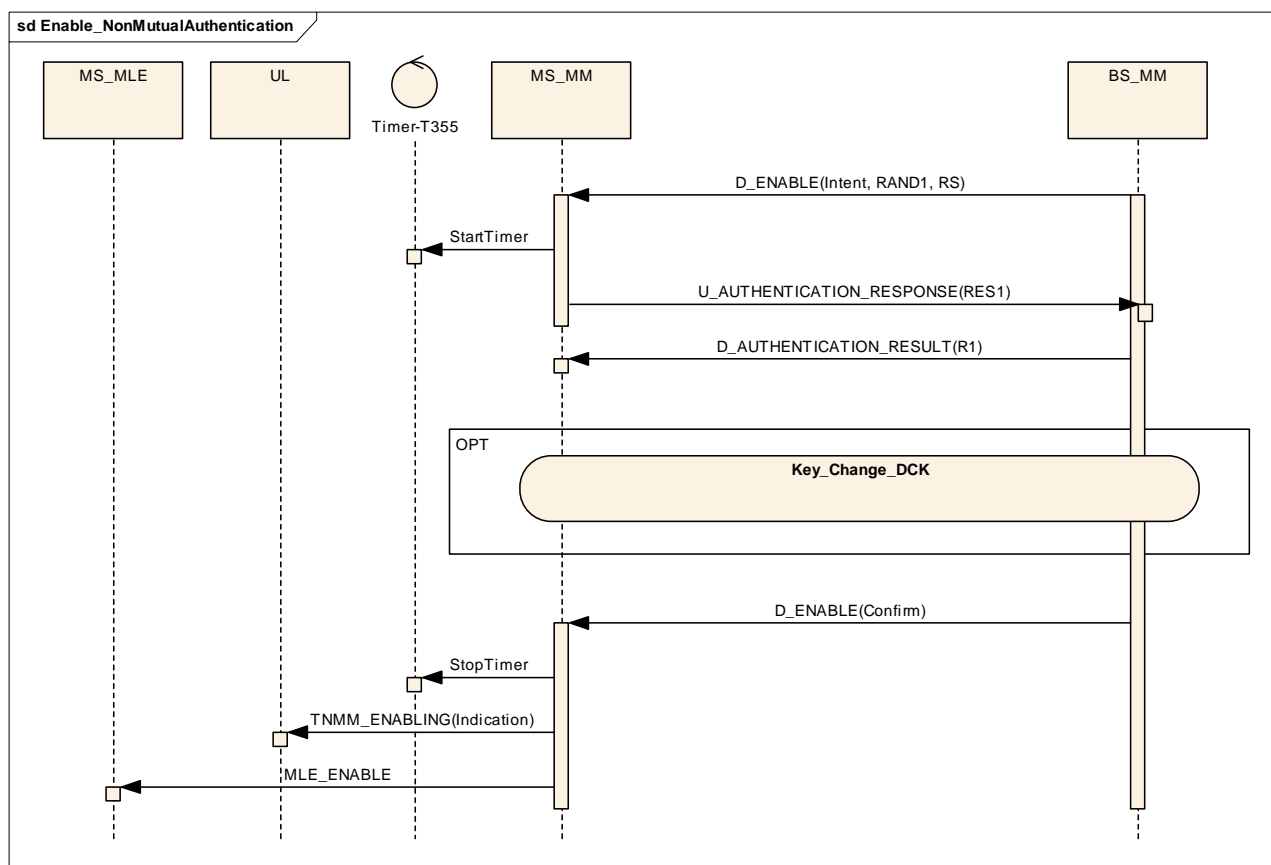 sd Enable_NonMutualAuthentication
MS_MLE
UL
MS_MM
BS_MM
Timer-T355
D_ENABLE(Intent, RAND1, RS)
StartTimer
U_AUTHENTICATION_RESPONSE(RES1)
D_AUTHENTICATION_RESULT(R1)
OPT
Key_Change_DCK
D_ENABLE(Confirm)
StopTimer
TNMM_ENABLING(Indication)
MLE_ENABLE